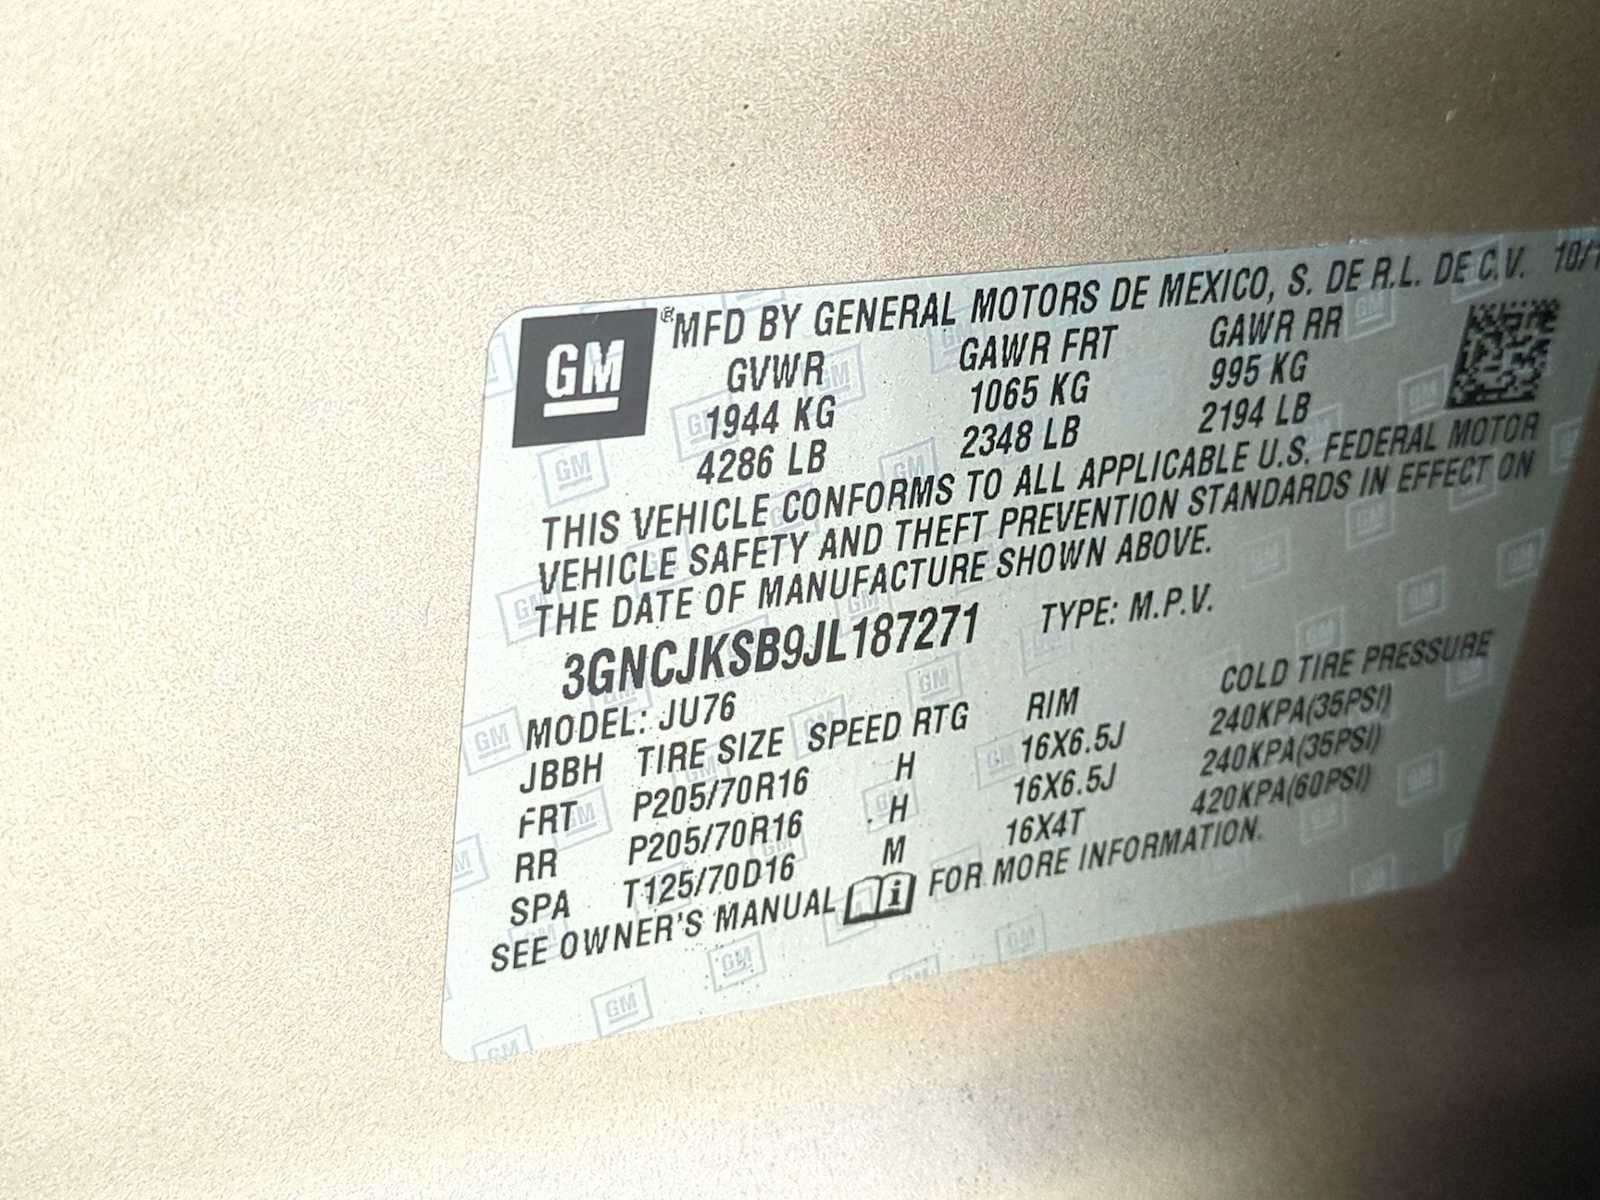 GM
MFD BY GENERAL MOTORS DE MEXICO, S. DE R.L. DE C.V. 10/1
GVWR GAWR FRT GAWR RR
1944 KG 1065 KG 995 KG
4286 LB 2348 LB 2194 LB
THIS VEHICLE CONFORMS TO ALL APPLICABLE U.S. FEDERAL MOTOR
VEHICLE SAFETY AND THEFT PREVENTION STANDARDS IN EFFECT ON
THE DATE OF MANUFACTURE SHOWN ABOVE.
3GNCJKSB9JL187271 TYPE: M.P.V.
MODEL: JU76
JBBH TIRE SIZE SPEED RTG RIM COLD TIRE PRESSURE
FRT P205/70R16 H 16X6.5J 240KPA(35PSI)
RR P205/70R16 H 16X6.5J 240KPA(35PSI)
SPA T125/70D16 M 16X4T 420KPA(60PSI)
SEE OWNER'S MANUAL FOR MORE INFORMATION.